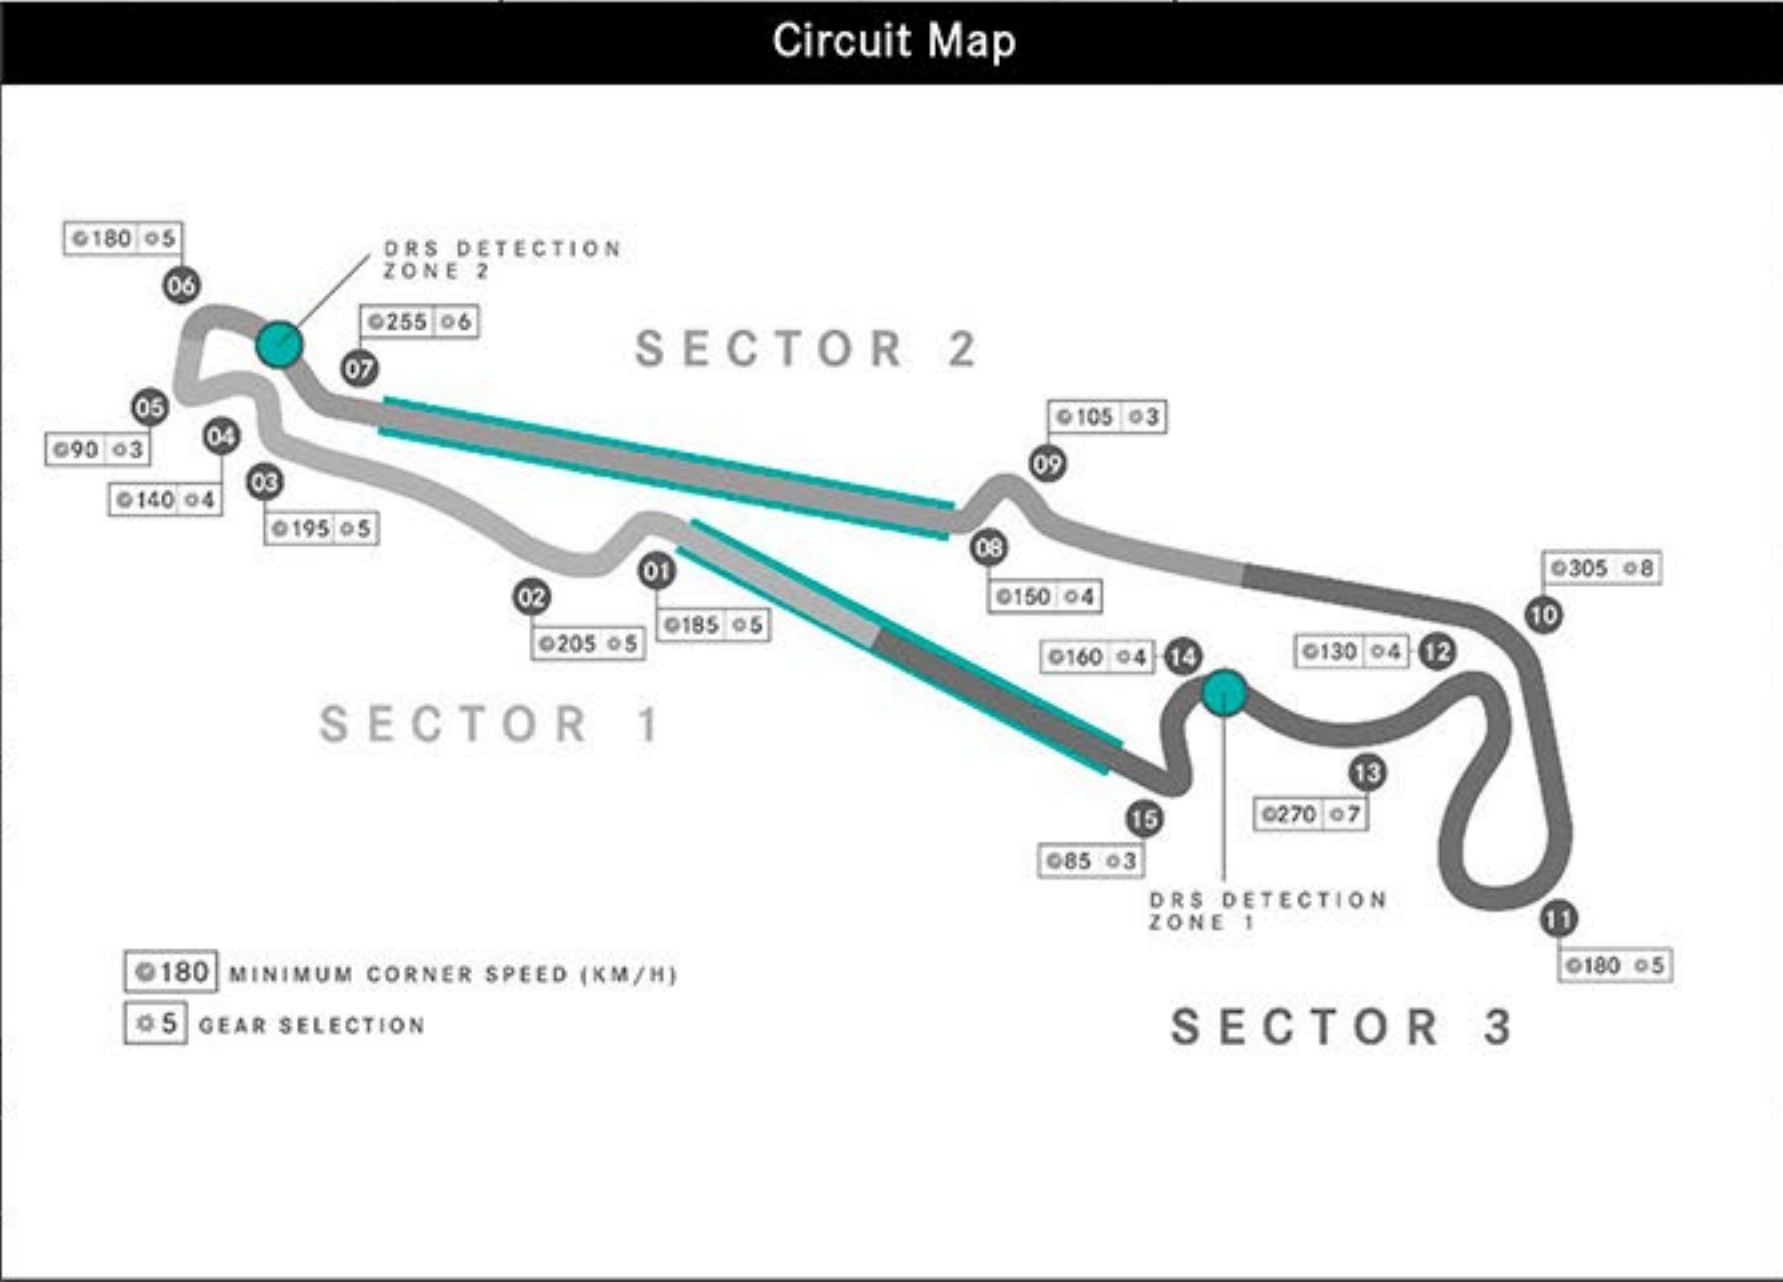 Circuit Map
180 5
06
DRS DETECTION
ZONE 2
255 6
07
SECTOR 2
05
90 3
04
140 4
03
195 5
09
105 3
08
150 4
02
205 5
01
185 5
305 8
10
160 4 14
130 4 12
SECTOR 1
13
270 7
15
85 3
DRS DETECTION
ZONE 1
11
180 5
180 MINIMUM CORNER SPEED (KM/H)
5 GEAR SELECTION
SECTOR 3